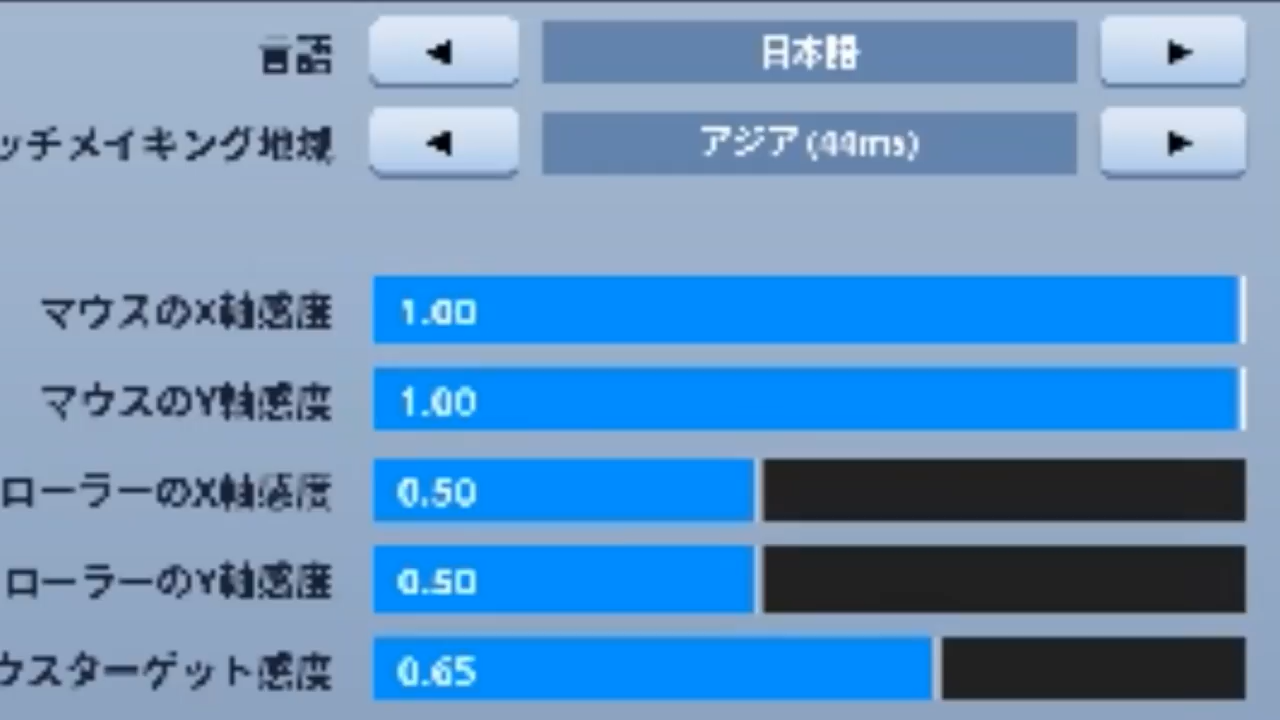 言語 ◀ 日本語 ▶
ッチメイキング地域 ◀ アジア (44ms) ▶
マウスのX軸感度 1.00
マウスのY軸感度 1.00
ローラーのX軸感度 0.50
ローラーのY軸感度 0.50
ウスターゲット感度 0.65